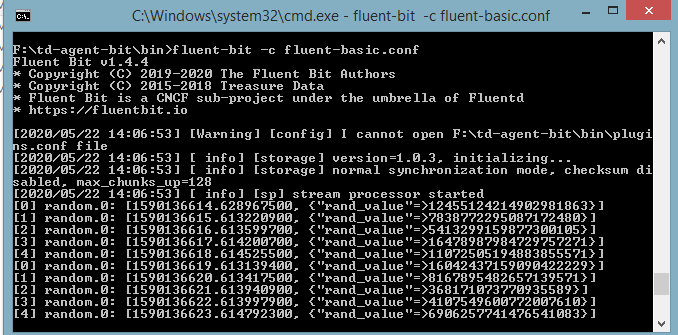 C:\Windows\system32\cmd.exe - fluent-bit -c fluent-basic.conf
F:\td-agent-bit\bin>fluent-bit -c fluent-basic.conf
Fluent Bit v1.4.4
* Copyright (C) 2019-2020 The Fluent Bit Authors
* Copyright (C) 2015-2018 Treasure Data
* Fluent Bit is a CNCF sub-project under the umbrella of Fluentd
* https://fluentbit.io
[2020/05/22 14:06:53] [Warning] [config] I cannot open F:\td-agent-bit\bin\plugi
ns.conf file
[2020/05/22 14:06:53] [ info] [storage] version=1.0.3, initializing...
[2020/05/22 14:06:53] [ info] [storage] normal synchronization mode, checksum di
sabled, max_chunks_up=128
[2020/05/22 14:06:53] [ info] [sp] stream processor started
[0] random.0: [1590136614.628967500, {"rand_value"=>12455124214902981863}]
[1] random.0: [1590136615.613220900, {"rand_value"=>7838772295087172480}]
[2] random.0: [1590136616.613599700, {"rand_value"=>5413299159877300105}]
[3] random.0: [1590136617.614200700, {"rand_value"=>16478987984729757271}]
[4] random.0: [1590136618.614525500, {"rand_value"=>11072505194883855571}]
[0] random.0: [1590136619.613139400, {"rand_value"=>16042437159090422229}]
[1] random.0: [1590136620.613417500, {"rand_value"=>8167895482657139571}]
[2] random.0: [1590136621.613940900, {"rand_value"=>368171073770935589}]
[3] random.0: [1590136622.613997900, {"rand_value"=>4107549600772007610}]
[4] random.0: [1590136623.614792300, {"rand_value"=>6906257741476541083}]